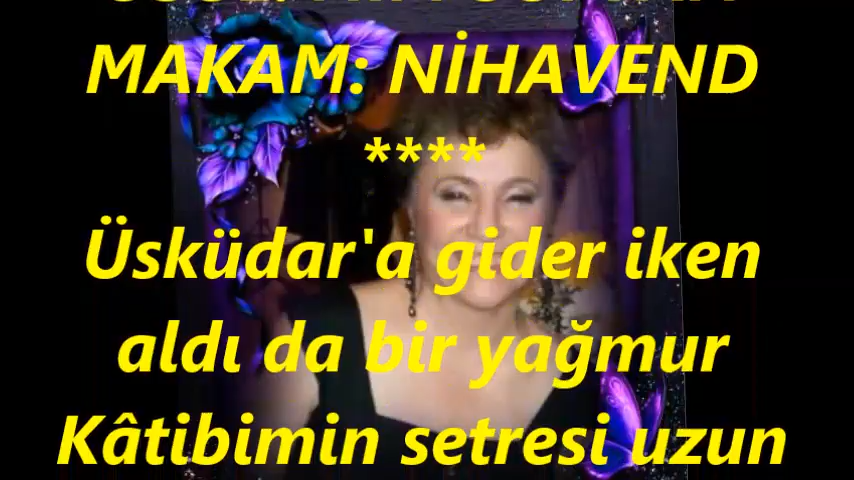 MAKAM: NİHAVEND
****
Üsküdar'a gider iken
aldı da bir yağmur
Kâtibimin setresi uzun